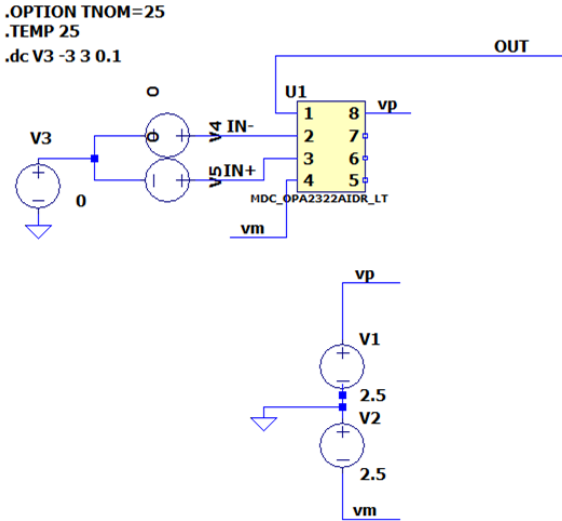 .OPTION TNOM=25
.TEMP 25
.dc V3 -3 3 0.1
OUT
0
U1
V3
V4
IN-
1
8
vp
2
7
0
V5
IN+
3
6
4
5
0
MDC_OPA2322AIDR_LT
vm
vp
V1
2.5
V2
2.5
vm